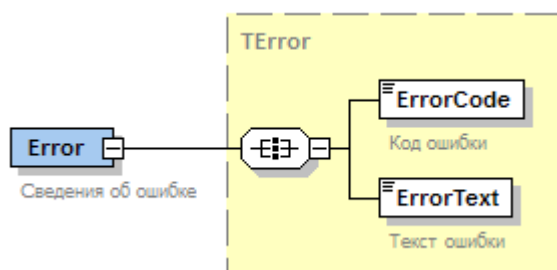 TError
ErrorCode
Код ошибки
Error
Сведения об ошибке
ErrorText
Текст ошибки